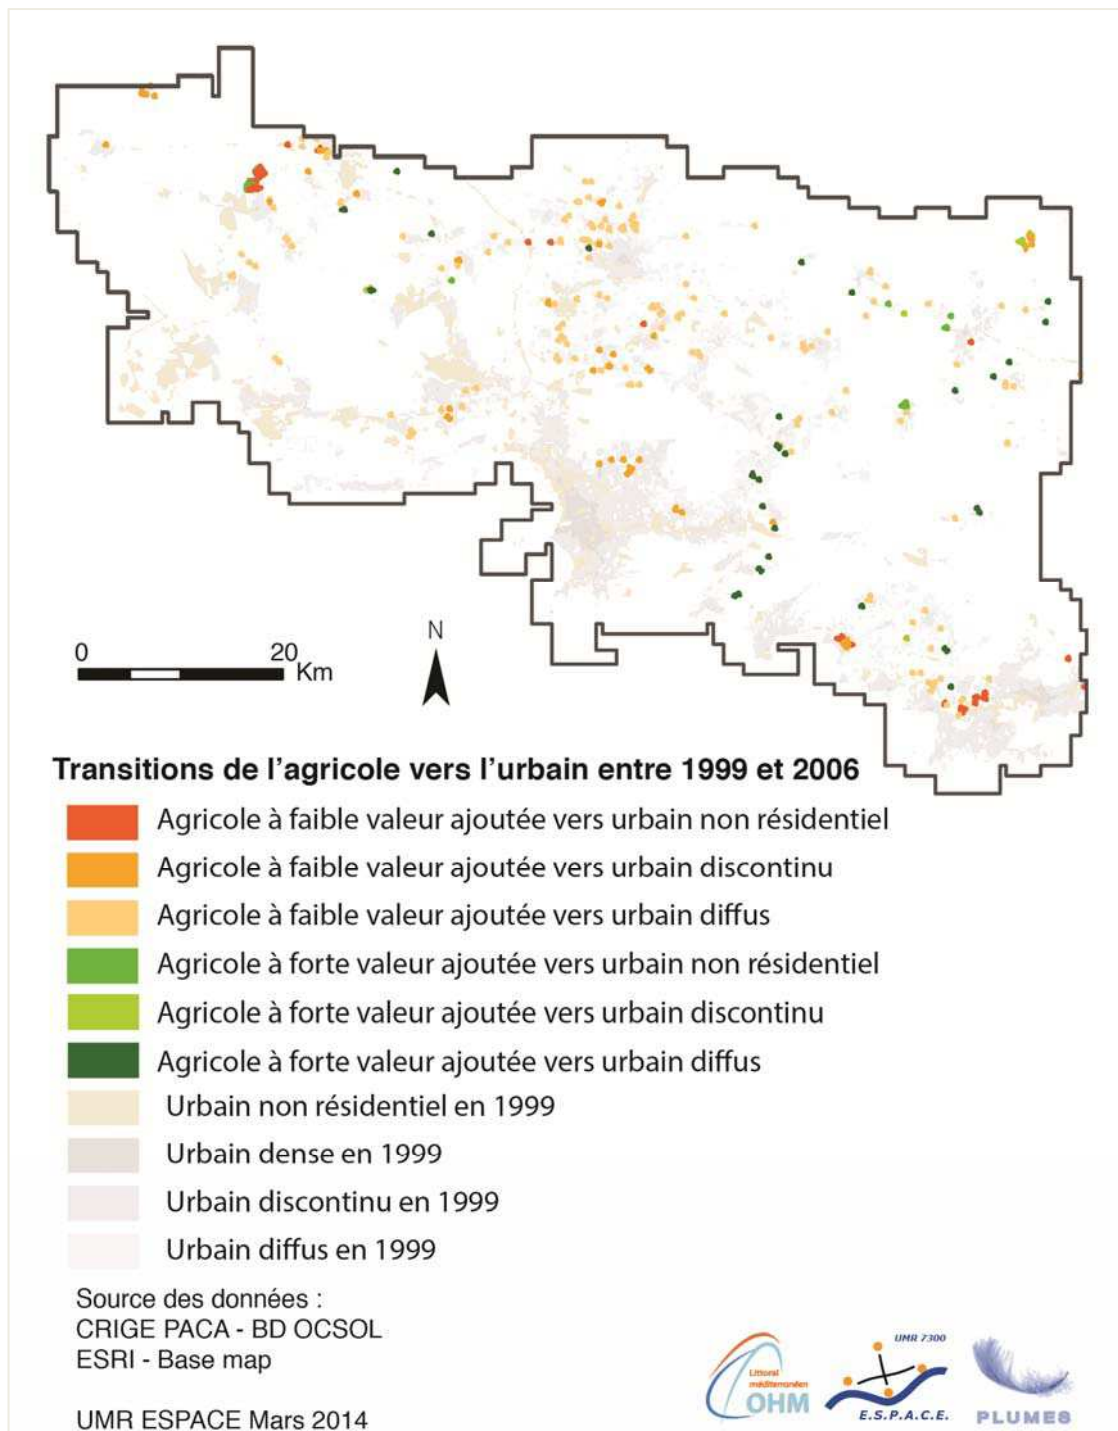 0
20
Km
N
Transitions de l'agricole vers l'urbain entre 1999 et 2006
Agricole à faible valeur ajoutée vers urbain non résidentiel
Agricole à faible valeur ajoutée vers urbain discontinu
Agricole à faible valeur ajoutée vers urbain diffus
Agricole à forte valeur ajoutée vers urbain non résidentiel
Agricole à forte valeur ajoutée vers urbain discontinu
Agricole à forte valeur ajoutée vers urbain diffus
Urbain non résidentiel en 1999
Urbain dense en 1999
Urbain discontinu en 1999
Urbain diffus en 1999
Source des données :
CRIGE PACA - BD OCSOL
ESRI - Base map
UMR ESPACE Mars 2014
Littoral
méditerranéen
OHM
UMR 7300
E.S.P.A.C.E.
PLUMES